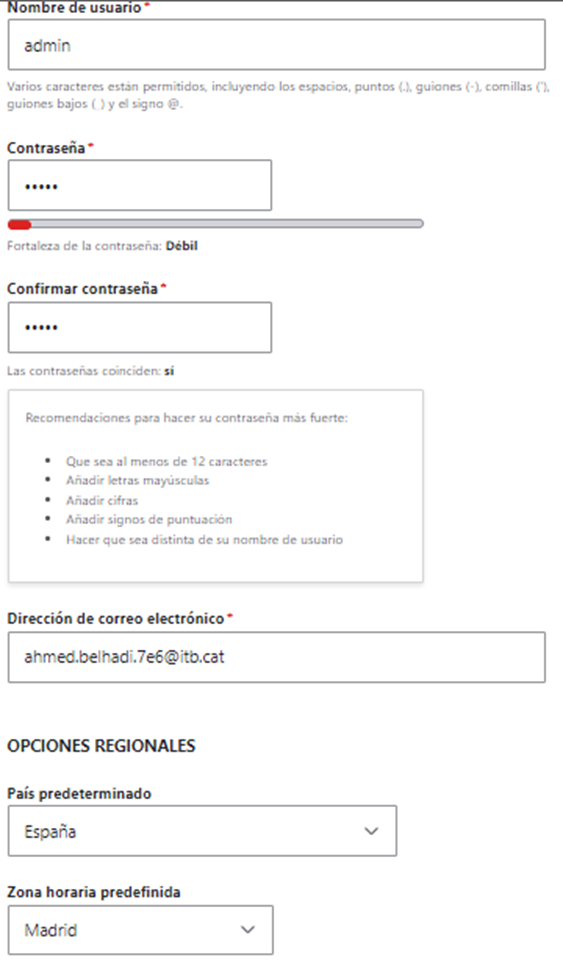 Nombre de usuario*
admin
Varios caracteres están permitidos, incluyendo los espacios, puntos (.), guiones (-), comillas ('),
guiones bajos (_) y el signo @.
Contraseña*
•••••
Fortaleza de la contraseña: Débil
Confirmar contraseña*
•••••
Las contraseñas coinciden: sí
Recomendaciones para hacer su contraseña más fuerte:
• Que sea al menos de 12 caracteres
• Añadir letras mayúsculas
• Añadir cifras
• Añadir signos de puntuación
• Hacer que sea distinta de su nombre de usuario
Dirección de correo electrónico*
ahmed.belhadi.7e6@itb.cat
OPCIONES REGIONALES
País predeterminado
España
Zona horaria predefinida
Madrid